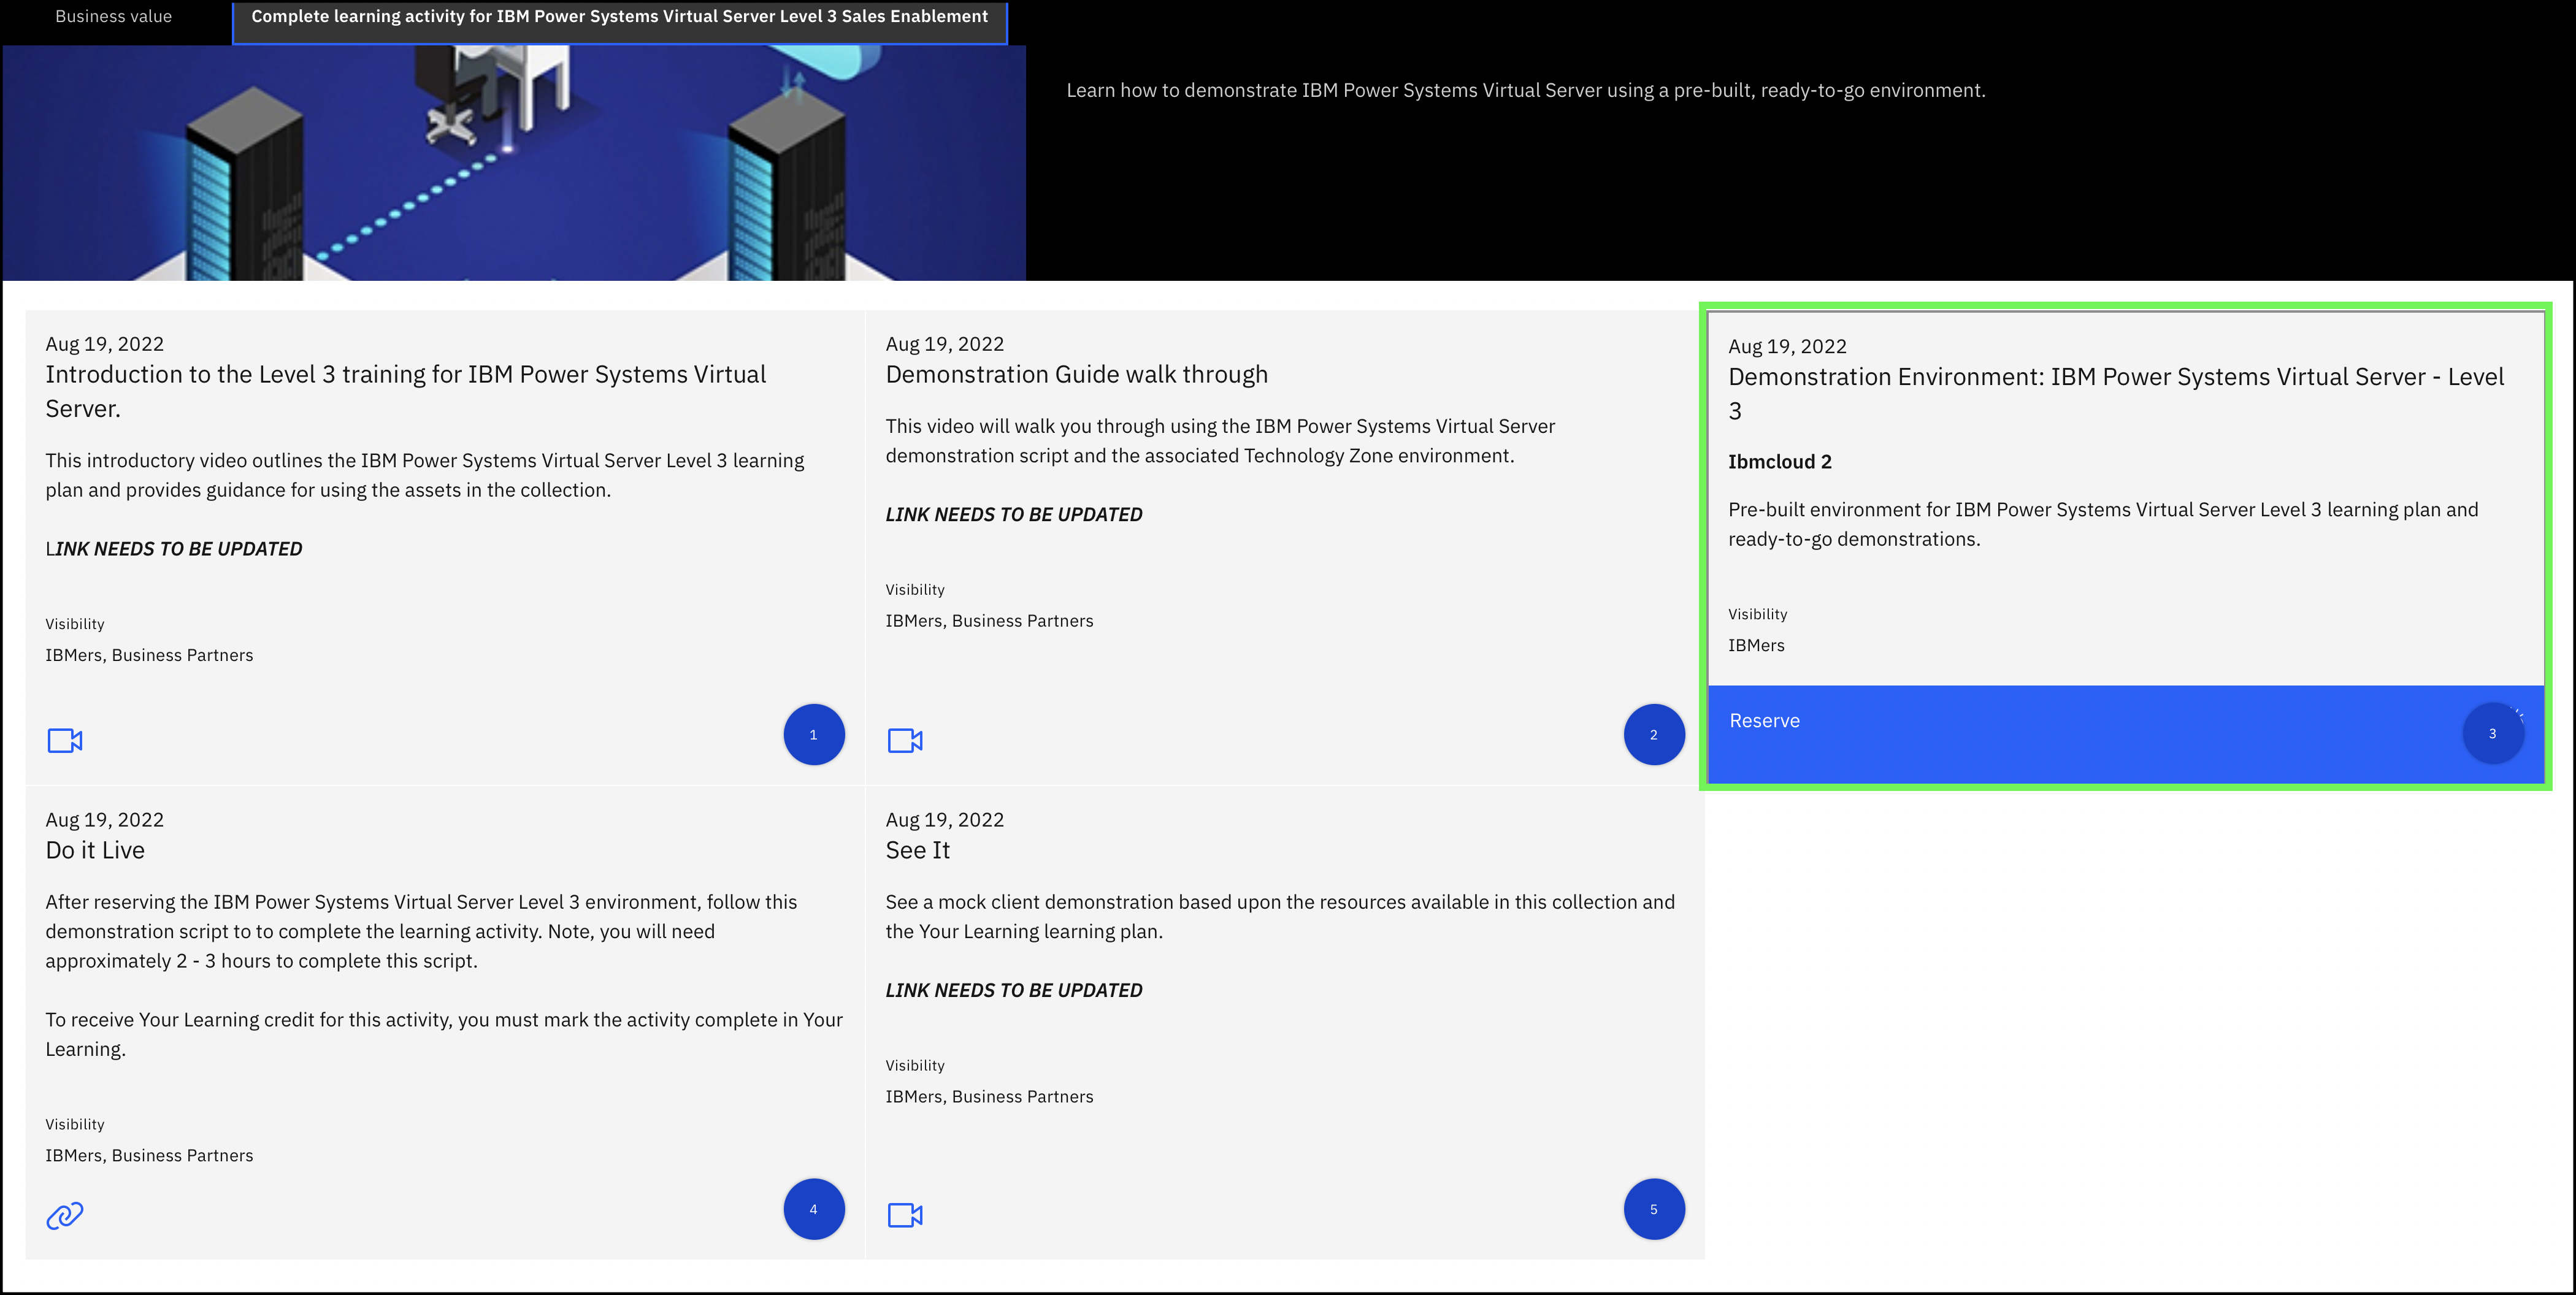 Business value
Complete learning activity for IBM Power Systems Virtual Server Level 3 Sales Enablement
Learn how to demonstrate IBM Power Systems Virtual Server using a pre-built, ready-to-go environment.
Aug 19, 2022
Introduction to the Level 3 training for IBM Power Systems Virtual
Server.
This introductory video outlines the IBM Power Systems Virtual Server Level 3 learning
plan and provides guidance for using the assets in the collection.
LINK NEEDS TO BE UPDATED
Visibility
IBMers, Business Partners
1
Aug 19, 2022
Demonstration Guide walk through
This video will walk you through using the IBM Power Systems Virtual Server
demonstration script and the associated Technology Zone environment.
LINK NEEDS TO BE UPDATED
Visibility
IBMers, Business Partners
2
Aug 19, 2022
Demonstration Environment: IBM Power Systems Virtual Server - Level
3
Ibmcloud 2
Pre-built environment for IBM Power Systems Virtual Server Level 3 learning plan and
ready-to-go demonstrations.
Visibility
IBMers
Reserve
3
Aug 19, 2022
Do it Live
After reserving the IBM Power Systems Virtual Server Level 3 environment, follow this
demonstration script to to complete the learning activity. Note, you will need
approximately 2 - 3 hours to complete this script.
To receive Your Learning credit for this activity, you must mark the activity complete in Your
Learning.
Visibility
IBMers, Business Partners
4
Aug 19, 2022
See It
See a mock client demonstration based upon the resources available in this collection and
the Your Learning learning plan.
LINK NEEDS TO BE UPDATED
Visibility
IBMers, Business Partners
5